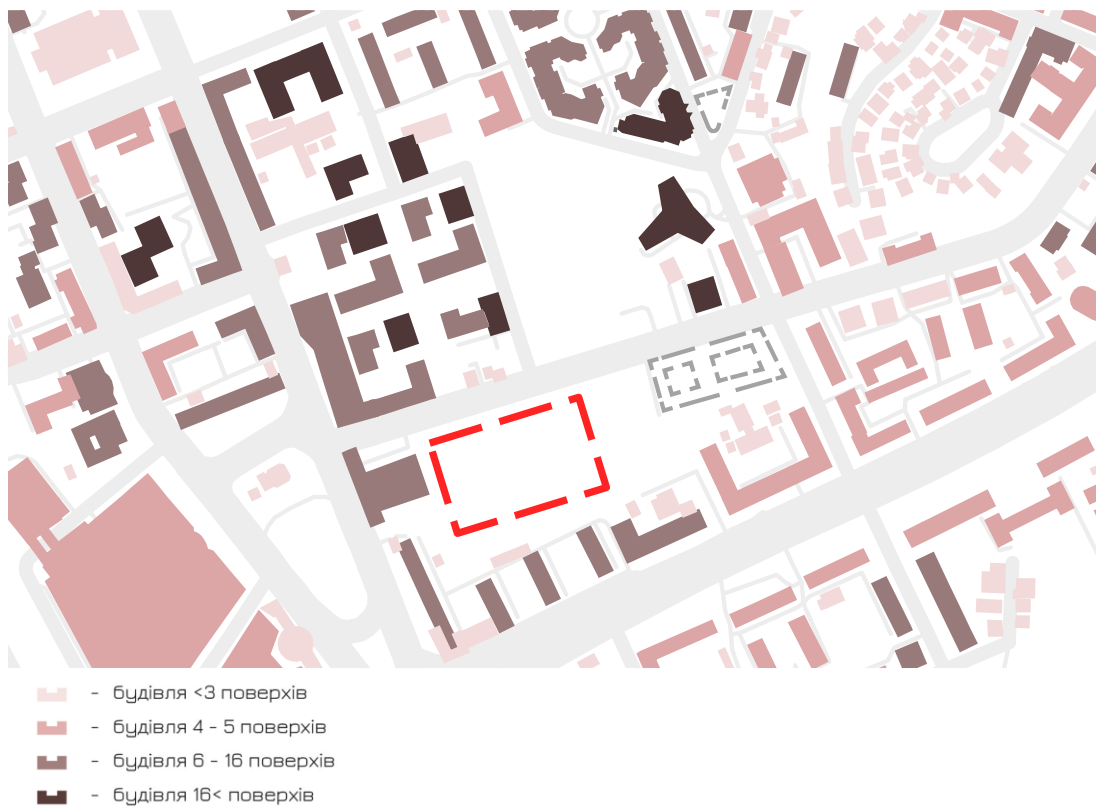 - будівля <3 поверхів
- будівля 4 - 5 поверхів
- будівля 6 - 16 поверхів
- будівля 16< поверхів